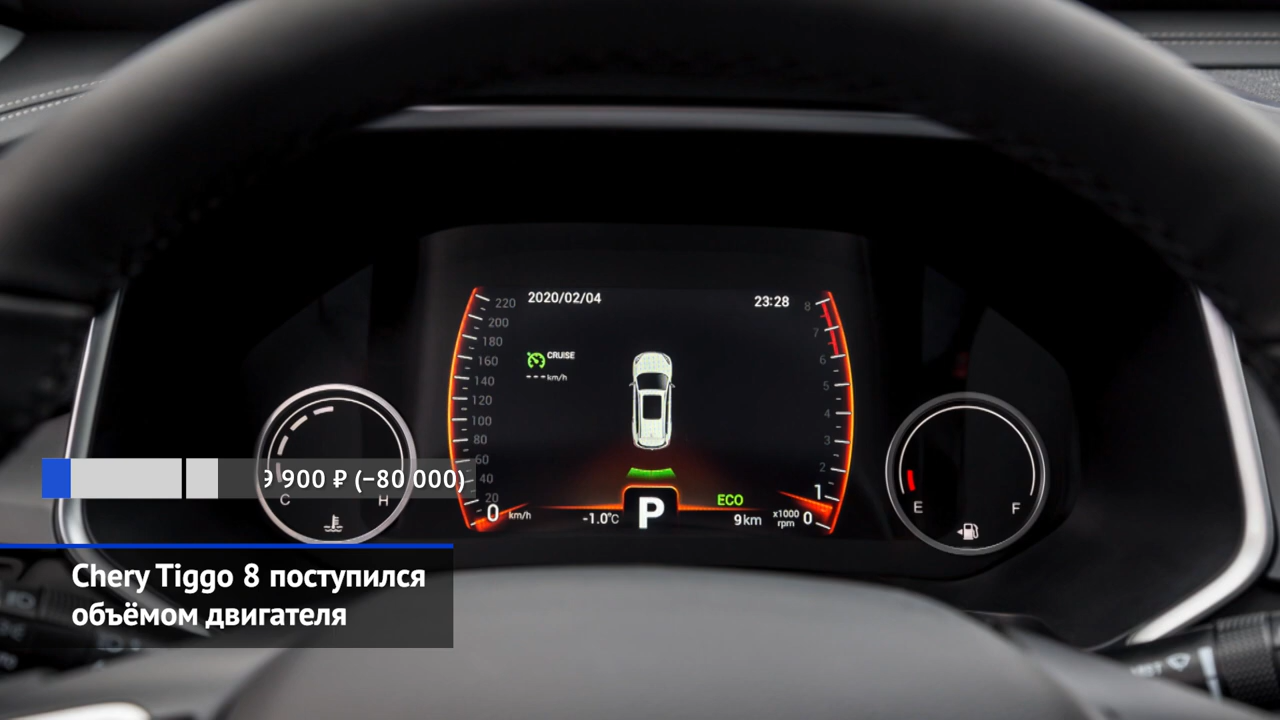 2020/02/04 23:28
220 8
200
180 7
CRUISE
160 6
---km/h
140 5
120
100 4
80 3
60
40 2
20 1
0 km/h -1.0°C P ECO 9km x1000 rpm 0
C H
E F
9 900 ₽ (−80 000)
Chery Tiggo 8 поступился
объёмом двигателя